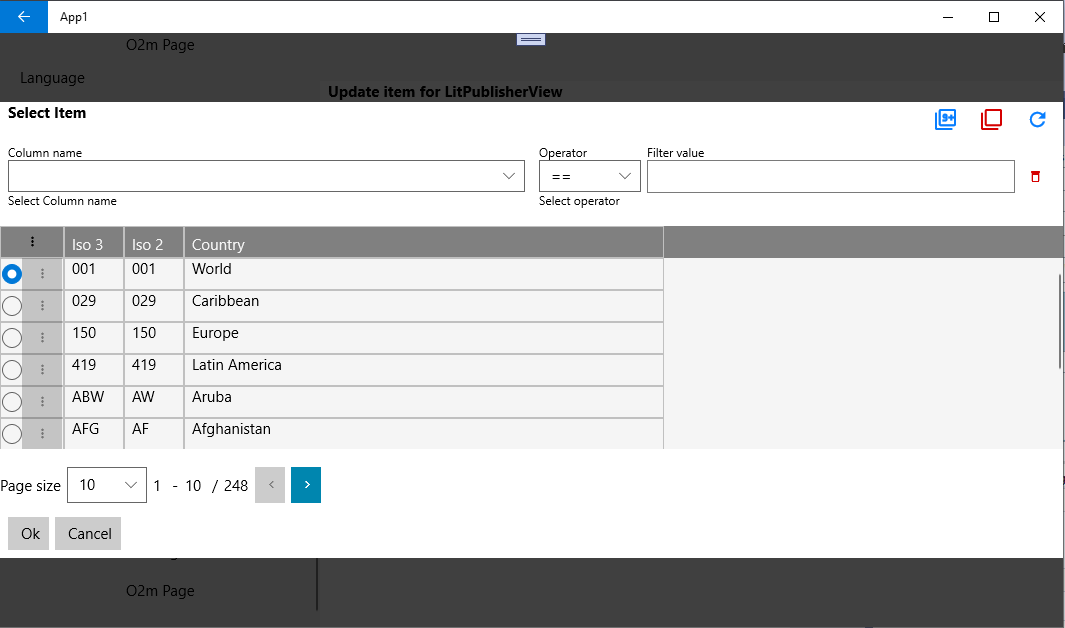 App1
O2m Page
Language
Update item for LitPublisherView
Select Item
9+
Column name Operator Filter value
==
Select Column name Select operator
Iso 3 Iso 2 Country
001 001 World
029 029 Caribbean
150 150 Europe
419 419 Latin America
ABW AW Aruba
AFG AF Afghanistan
Page size 10 1 - 10 / 248 < >
Ok Cancel
O2m Page